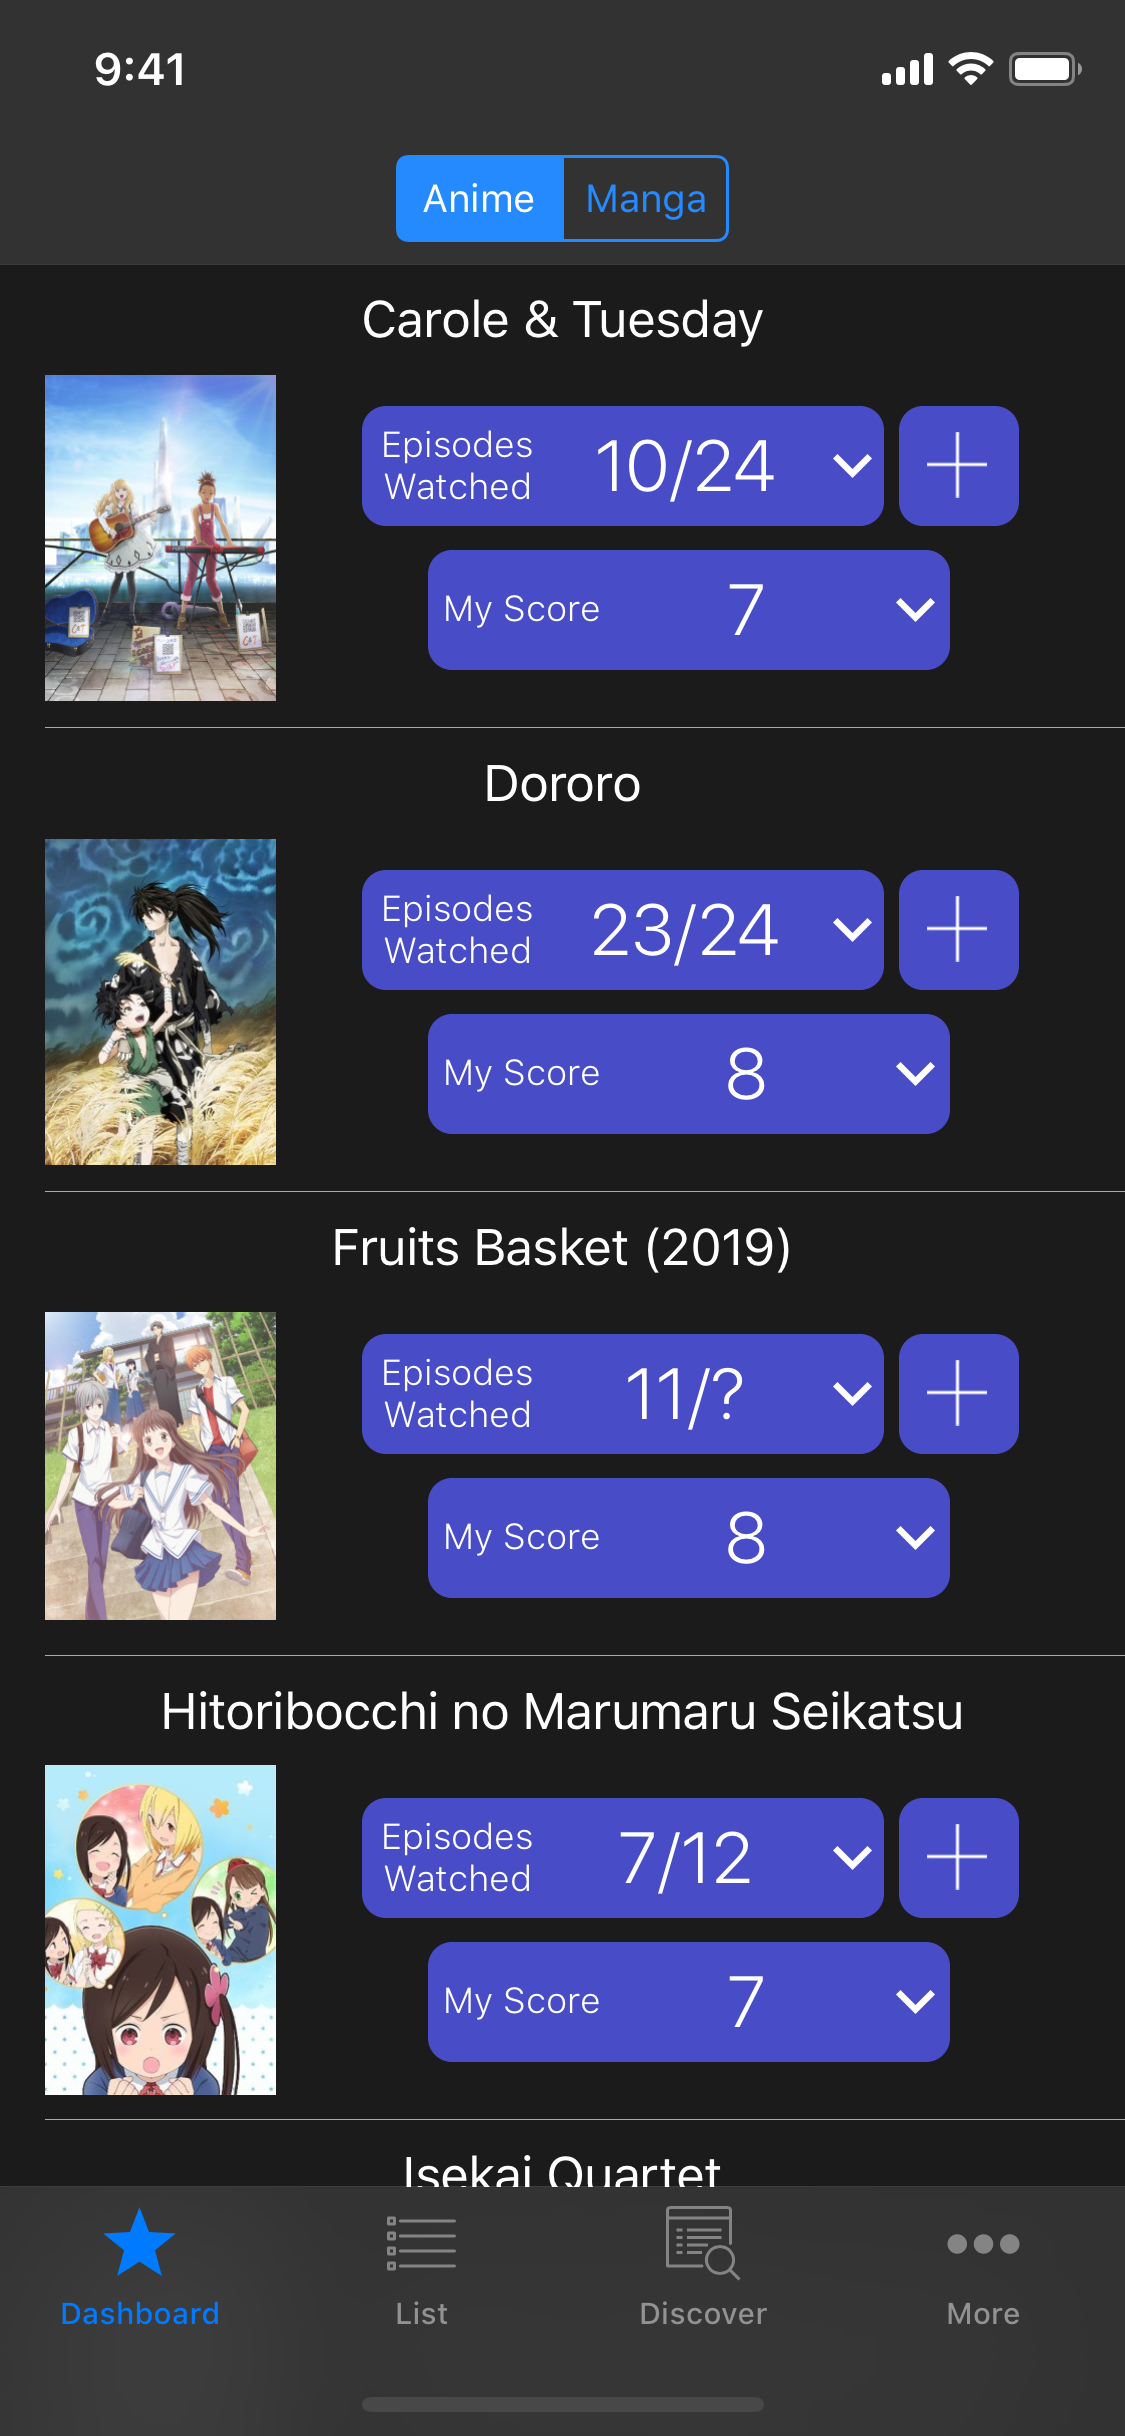 9:41
Anime Manga
Carole & Tuesday
Episodes
Watched
10/24
My Score 7
Dororo
Episodes
Watched
23/24
My Score 8
Fruits Basket (2019)
Episodes
Watched
11/?
My Score 8
Hitoribocchi no Marumaru Seikatsu
Episodes
Watched
7/12
My Score 7
Isekai Quartet
Dashboard List Discover More